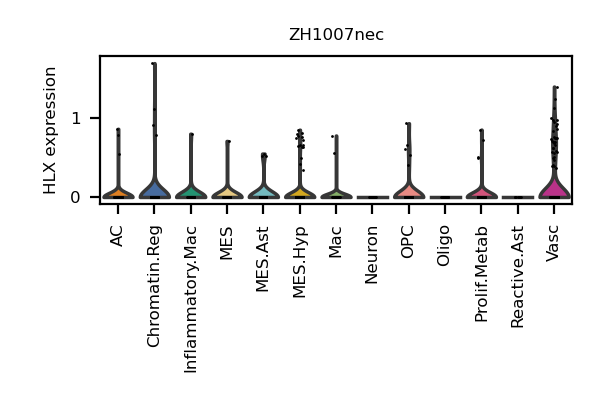 ZH1007nec
HLX expression
1
0
AC
Chromatin.Reg
Inflammatory.Mac
MES
MES.Ast
MES.Hyp
Mac
Neuron
OPC
Oligo
Prolif.Metab
Reactive.Ast
Vasc